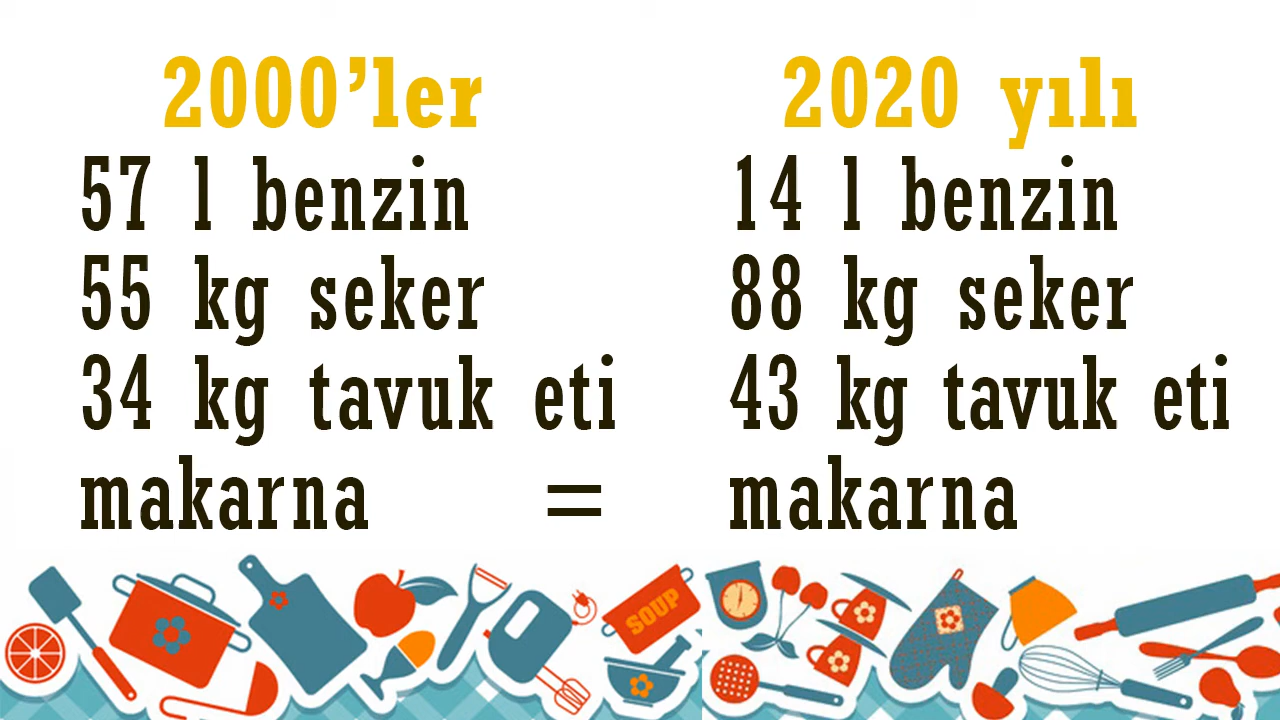 2000’ler
57 l benzin
55 kg seker
34 kg tavuk eti
makarna =
2020 yılı
14 l benzin
88 kg seker
43 kg tavuk eti
makarna
SOUP